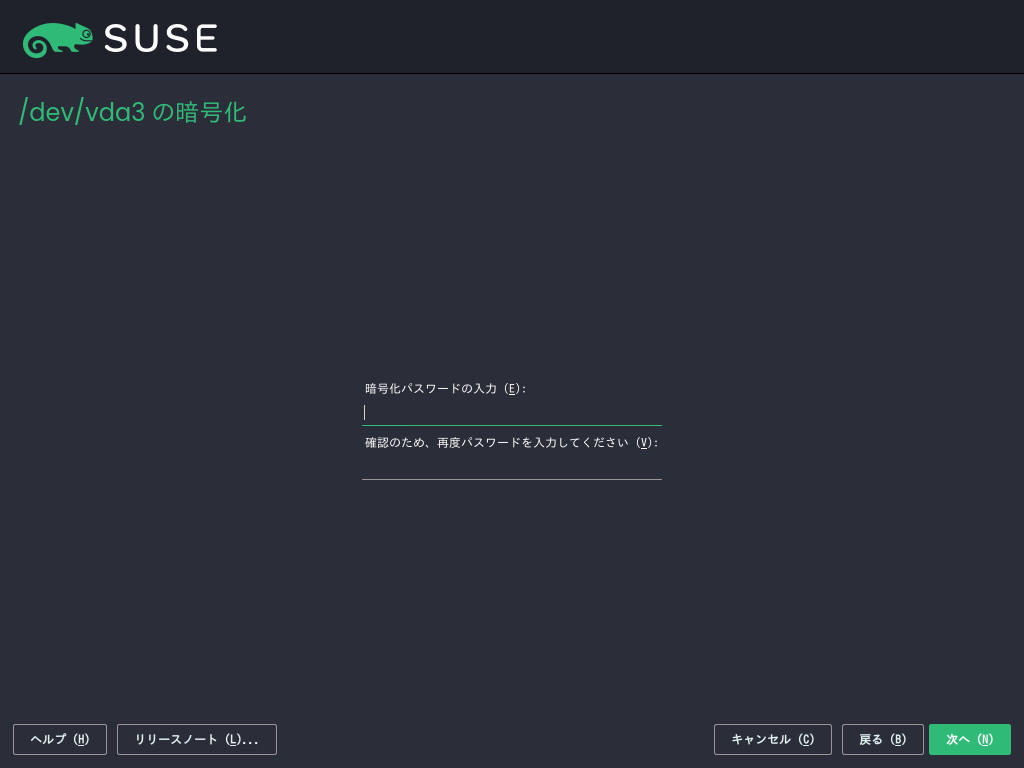 SUSE
/dev/vda3 の暗号化
暗号化パスワードの入力 (E):
確認のため、再度パスワードを入力してください (V):
ヘルプ (H)
リリースノート (L)...
キャンセル (C)
戻る (B)
次へ (N)